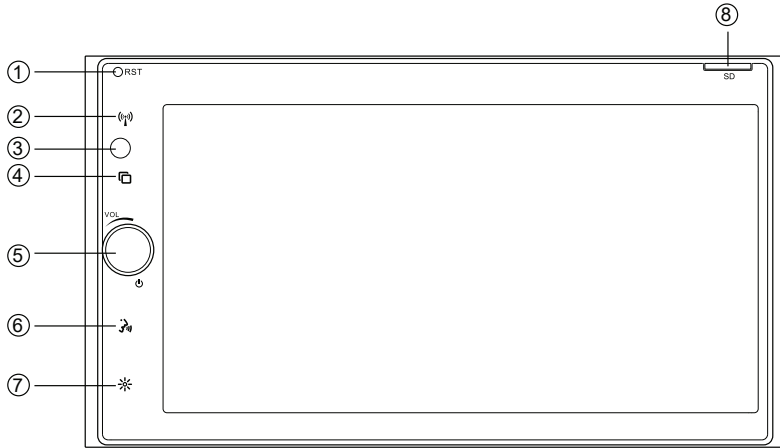 ⑧
① RST
SD
②
③
④
VOL
⑤
⑥
⑦